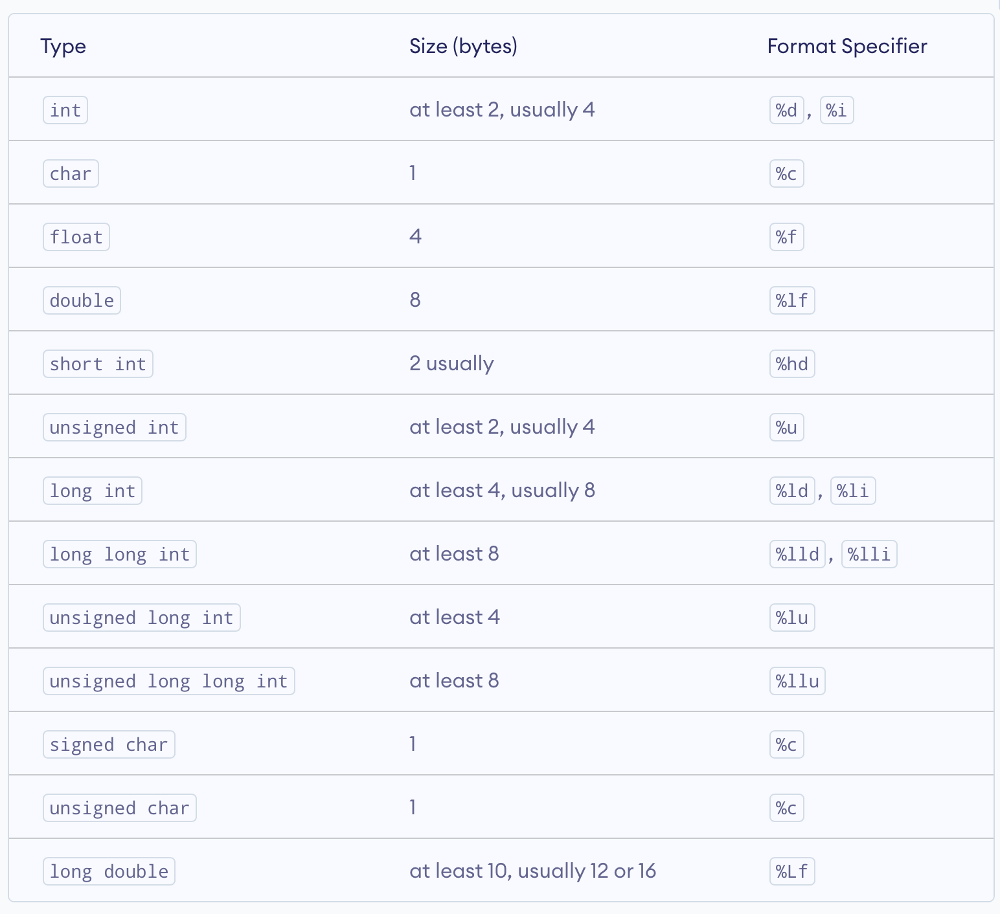 Type Size (bytes) Format Specifier
int at least 2, usually 4 %d, %i
char 1 %c
float 4 %f
double 8 %lf
short int 2 usually %hd
unsigned int at least 2, usually 4 %u
long int at least 4, usually 8 %ld, %li
long long int at least 8 %lld, %lli
unsigned long int at least 4 %lu
unsigned long long int at least 8 %llu
signed char 1 %c
unsigned char 1 %c
long double at least 10, usually 12 or 16 %Lf